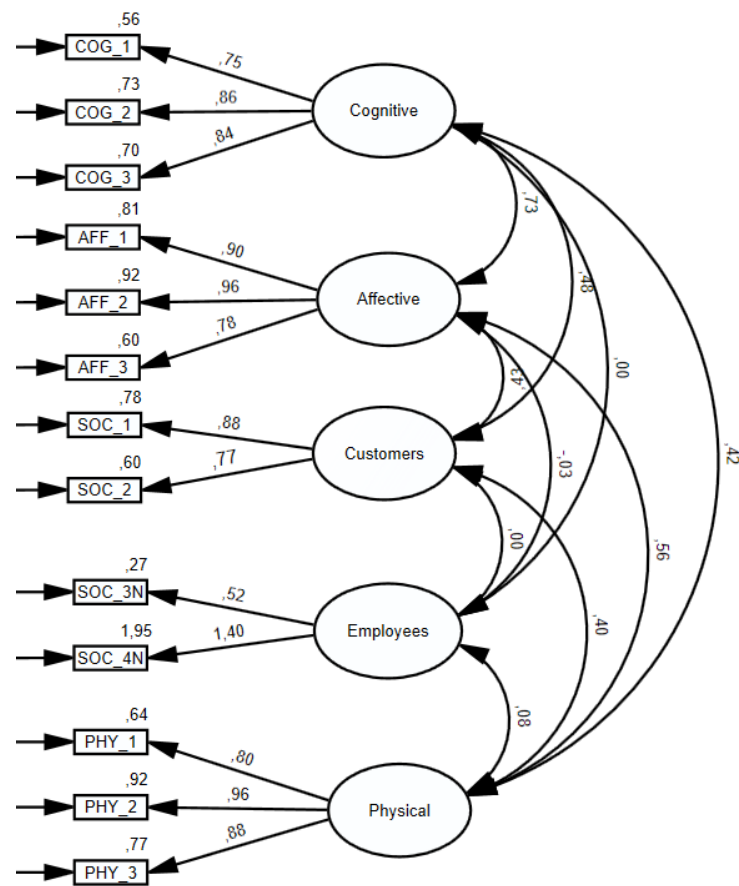 ,56
COG_1
,75
,73
COG_2
,86
Cognitive
,70
COG_3
,84
,81
AFF_1
,90
,73
,92
AFF_2
,96
Affective
,48
,60
AFF_3
,78
,00
,78
SOC_1
,88
,43
Customers
,42
,60
SOC_2
,77
-,03
,00
,56
,27
SOC_3N
,52
Employees
,40
1,95
SOC_4N
1,40
,08
,64
PHY_1
,80
,92
PHY_2
,96
Physical
,77
PHY_3
,88